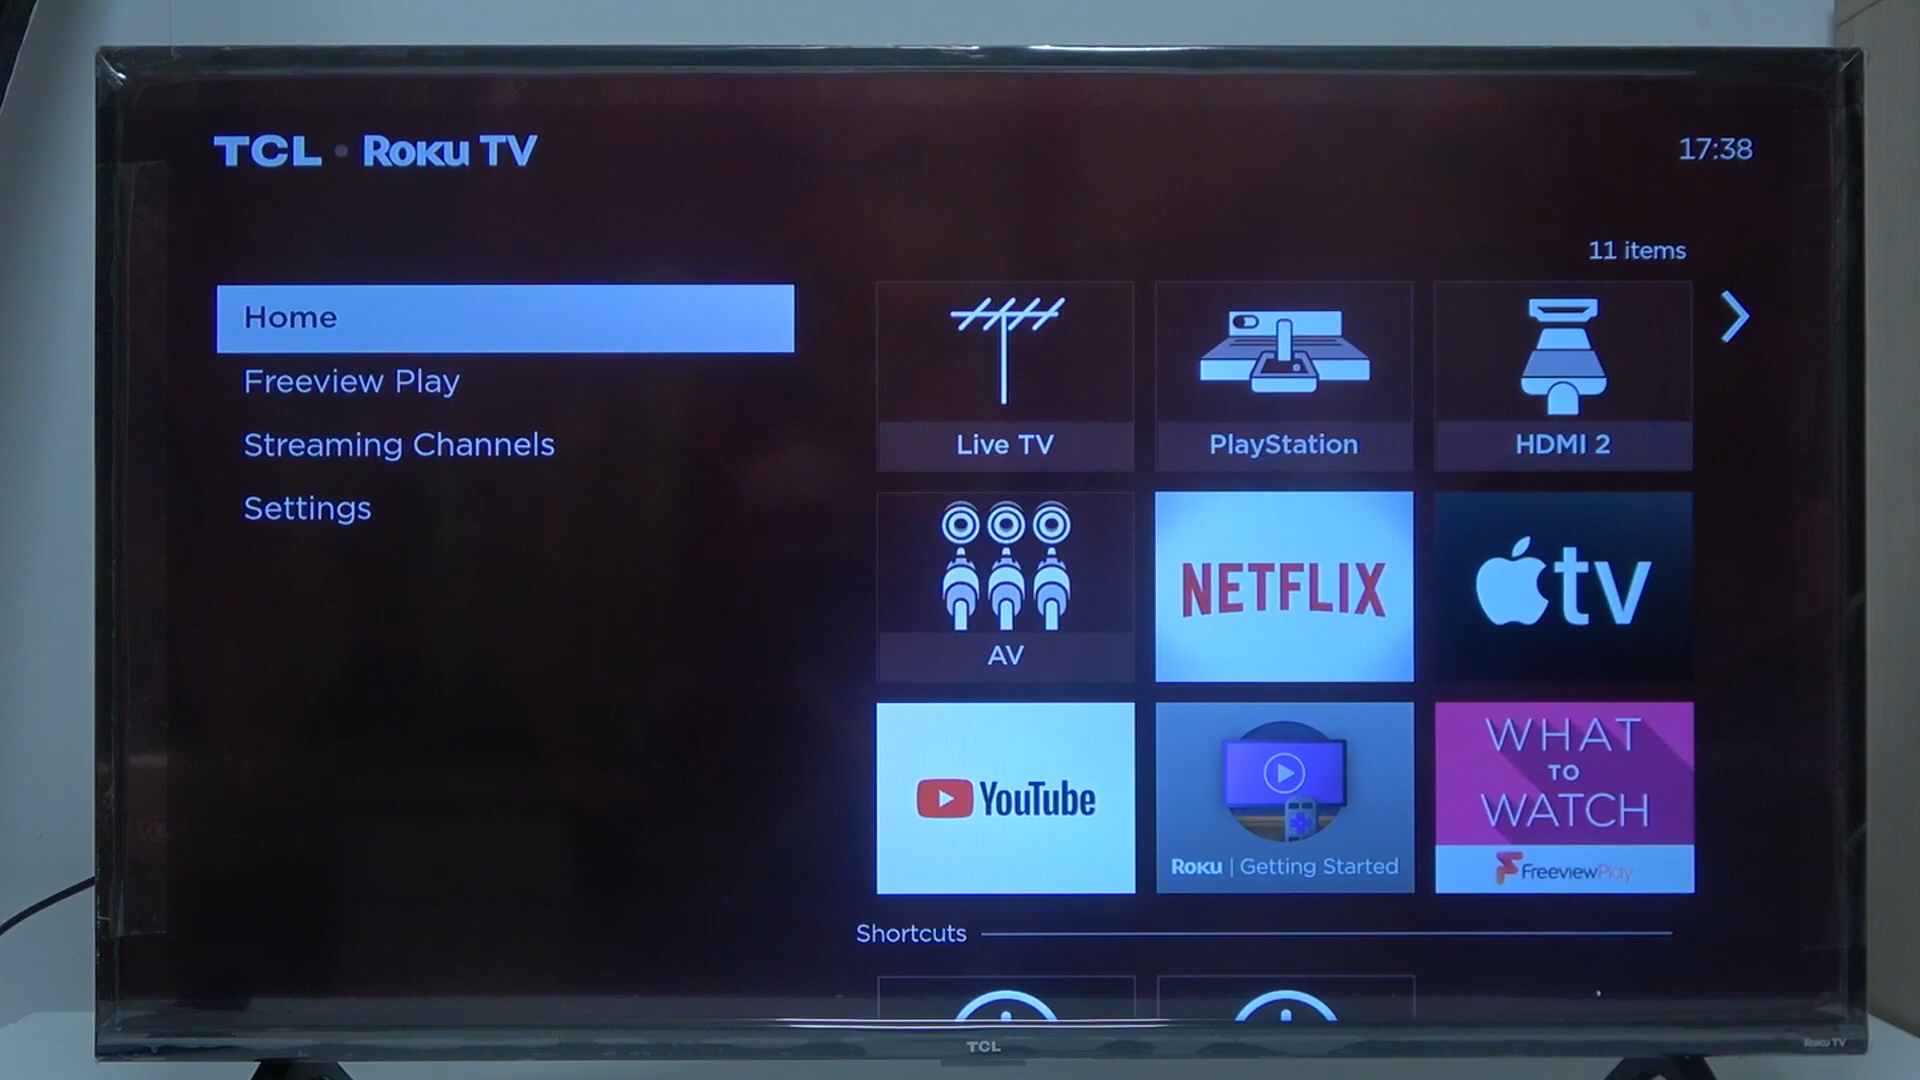 TCL • Roku TV
17:38
11 items
Home
Freeview Play
Streaming Channels
Settings
Live TV
PlayStation
HDMI 2
AV
NETFLIX
tv
YouTube
Roku | Getting Started
WHAT
TO
WATCH
FreeviewPlay
Shortcuts
TCL
Roku TV